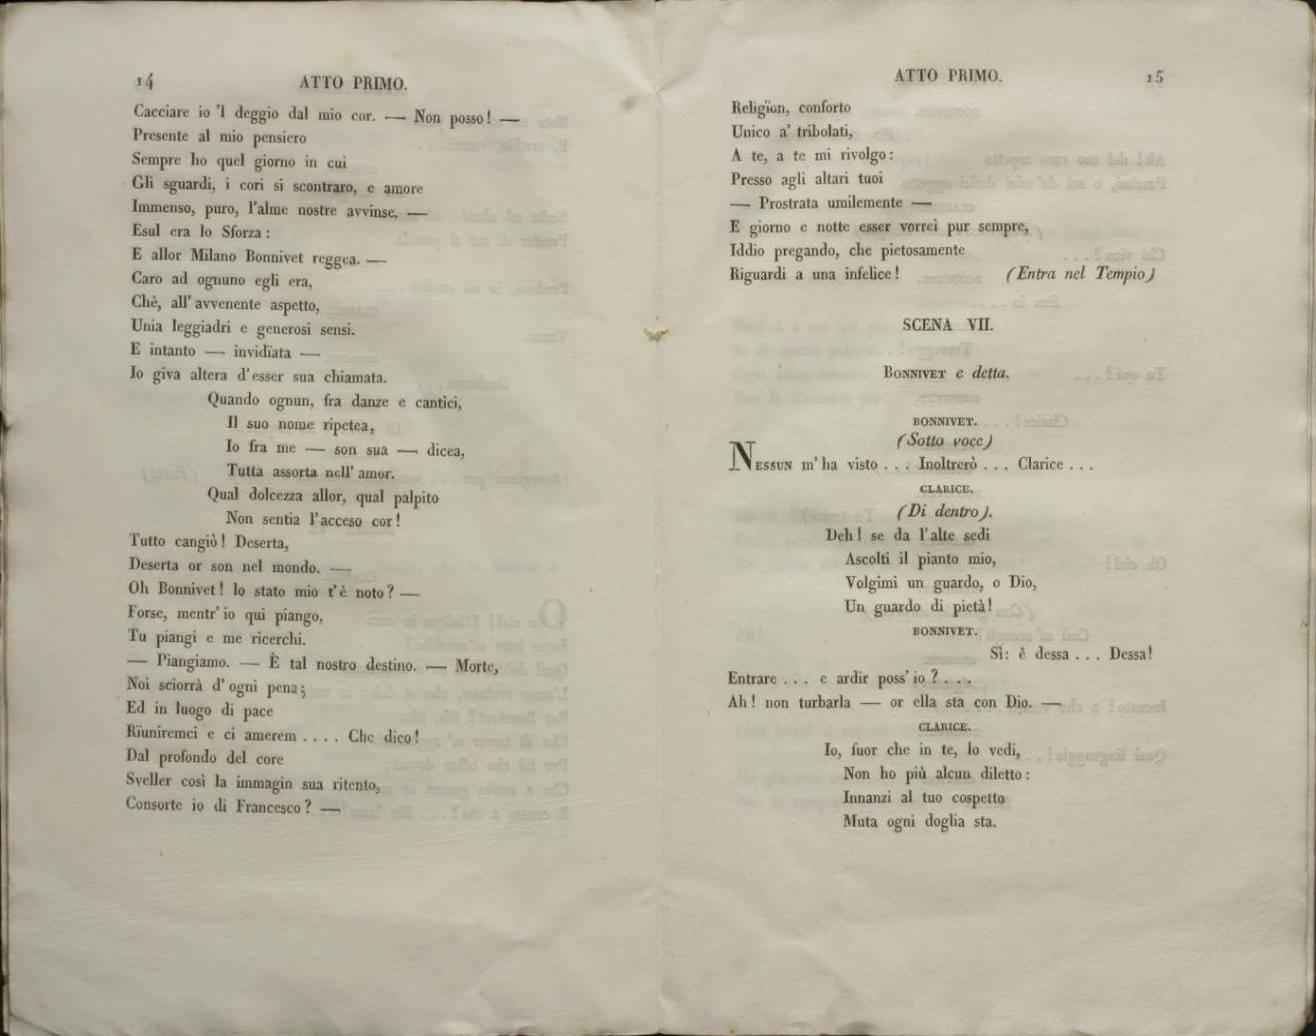 14 ATTO PRIMO.
Cacciare io 'l deggio dal mio cor. — Non posso! —
Presente al mio pensiero
Sempre ho quel giorno in cui
Gli sguardi, i cori si scontraro, e amore
Immenso, puro, l'alme nostre avvinse. —
Esul era lo Sforza:
E allor Milano Bonnivet reggea. —
Caro ad ognuno egli era,
Chè, all'avvenente aspetto,
Unia leggiadri e generosi sensi.
E intanto — invidïata —
Io giva altera d'esser sua chiamata.
Quando ognun, fra danze e cantici,
Il suo nome ripetea,
Io fra me — son sua — dicea,
Tutta assorta nell'amor.
Qual dolcezza allor, qual palpito
Non sentia l'acceso cor!
Tutto cangiò! Deserta,
Deserta or son nel mondo. —
Oh Bonnivet! lo stato mio t'è noto? —
Forse, mentr'io qui piango,
Tu piangi e me ricerchi.
— Piangiamo. — È tal nostro destino. — Morte,
Noi sciorrà d'ogni pena;
Ed in luogo di pace
Rïuniremci e ci amerem .... Che dico!
Dal profondo del core
Sveller così la immagin sua ritento,
Consorte io di Francesco? —
ATTO PRIMO. 15
Religïon, conforto
Unico a' tribolati,
A te, a te mi rivolgo:
Presso agli altari tuoi
— Prostrata umilemente —
E giorno e notte esser vorrei pur sempre,
Iddio pregando, che pietosamente
Riguardi a una infelice! (Entra nel Tempio)
SCENA VII.
BONNIVET e detta.
BONNIVET.
(Sotto voce)
NESSUN m'ha visto ... Inoltrerò ... Clarice ...
CLARICE.
(Di dentro).
Deh! se da l'alte sedi
Ascolti il pianto mio,
Volgimi un guardo, o Dio,
Un guardo di pietà!
BONNIVET.
Sì: è dessa ... Dessa!
Entrare ... e ardir poss'io? ...
Ah! non turbarla — or ella sta con Dio. —
CLARICE.
Io, fuor che in te, lo vedi,
Non ho più alcun diletto:
Innanzi al tuo cospetto
Muta ogni doglia sta.